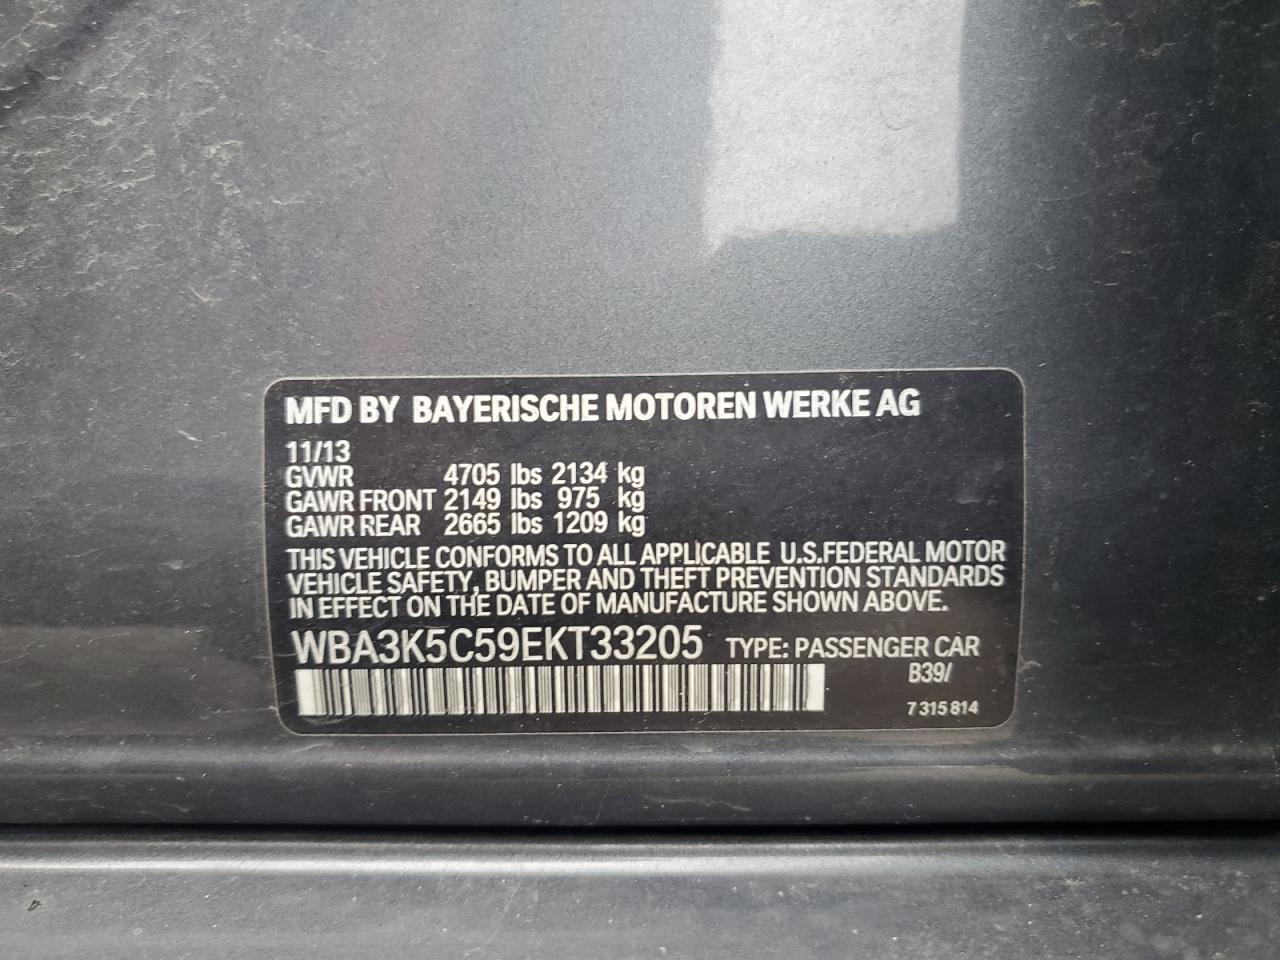 MFD BY BAYERISCHE MOTOREN WERKE AG
11/13
GVWR 4705 lbs 2134 kg
GAWR FRONT 2149 lbs 975 kg
GAWR REAR 2665 lbs 1209 kg
THIS VEHICLE CONFORMS TO ALL APPLICABLE U.S.FEDERAL MOTOR
VEHICLE SAFETY, BUMPER AND THEFT PREVENTION STANDARDS
IN EFFECT ON THE DATE OF MANUFACTURE SHOWN ABOVE.
WBA3K5C59EKT33205 TYPE: PASSENGER CAR
B39/
7 315 814